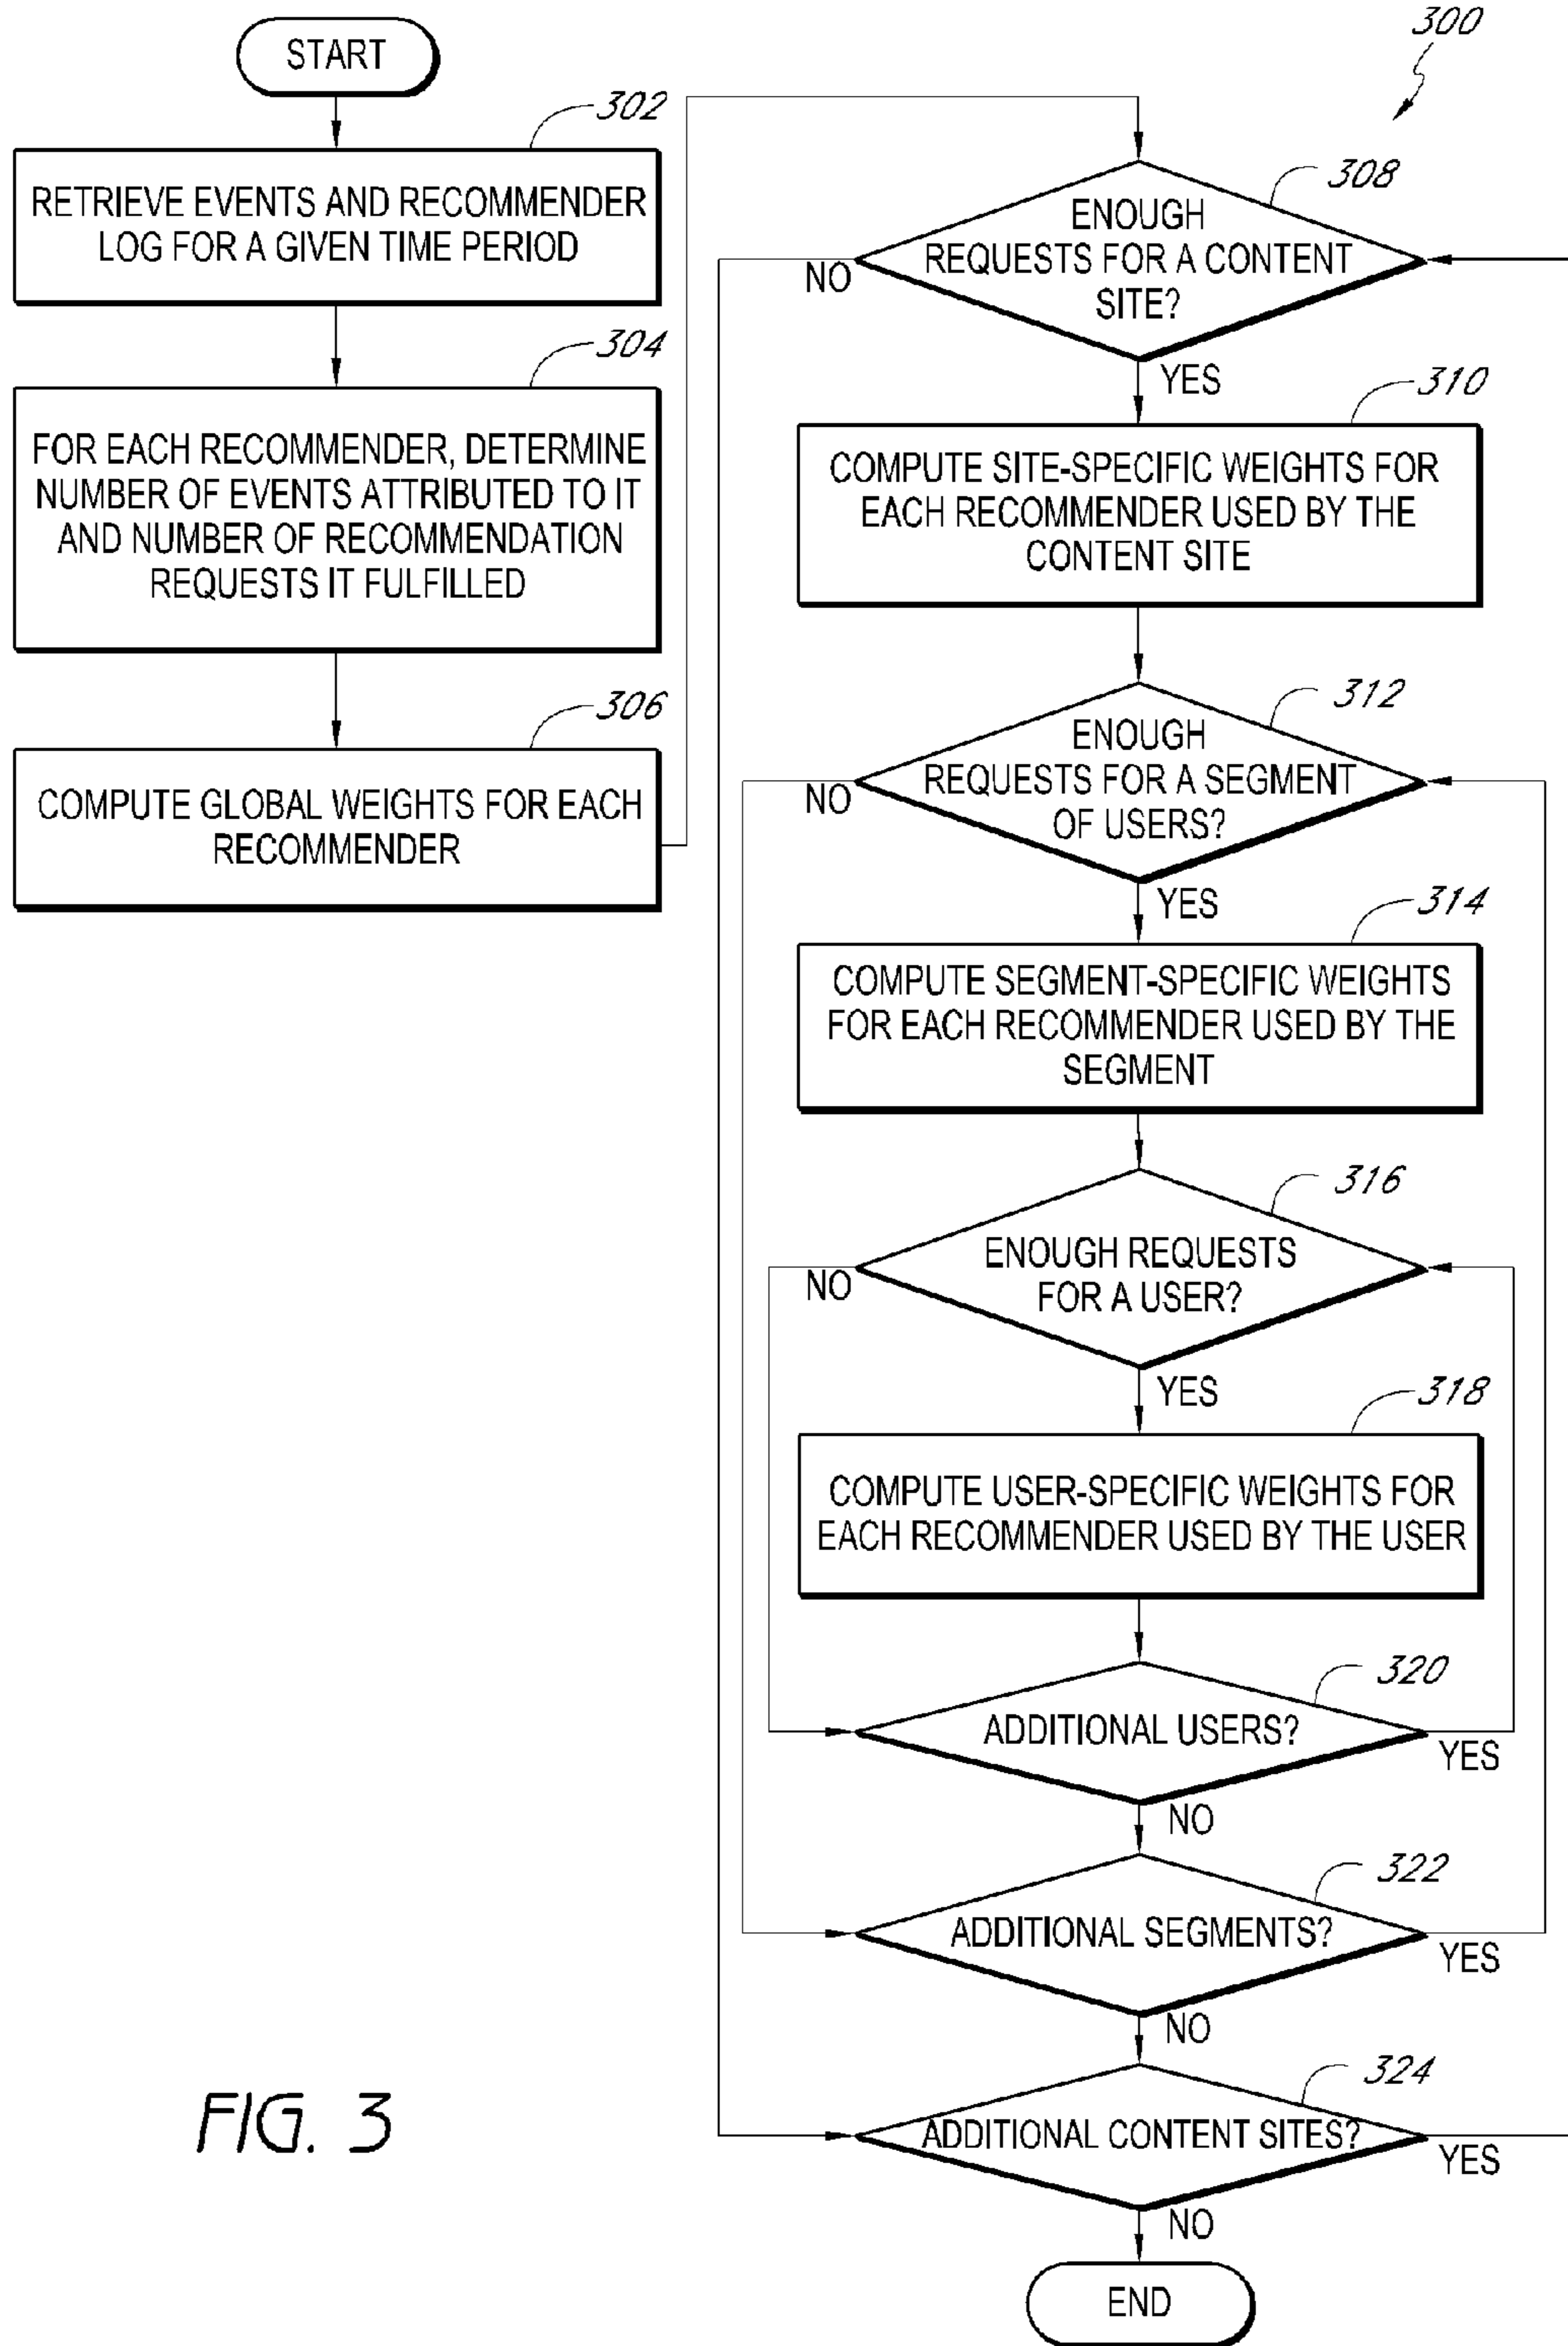 START
302
RETRIEVE EVENTS AND RECOMMENDER
LOG FOR A GIVEN TIME PERIOD
304
FOR EACH RECOMMENDER, DETERMINE
NUMBER OF EVENTS ATTRIBUTED TO IT
AND NUMBER OF RECOMMENDATION
REQUESTS IT FULFILLED
306
COMPUTE GLOBAL WEIGHTS FOR EACH
RECOMMENDER
300
308
ENOUGH
REQUESTS FOR A CONTENT
SITE?
NO
YES
310
COMPUTE SITE-SPECIFIC WEIGHTS FOR
EACH RECOMMENDER USED BY THE
CONTENT SITE
312
ENOUGH
REQUESTS FOR A SEGMENT
OF USERS?
NO
YES
314
COMPUTE SEGMENT-SPECIFIC WEIGHTS
FOR EACH RECOMMENDER USED BY THE
SEGMENT
316
ENOUGH REQUESTS
FOR A USER?
NO
YES
318
COMPUTE USER-SPECIFIC WEIGHTS FOR
EACH RECOMMENDER USED BY THE USER
320
ADDITIONAL USERS?
YES
NO
322
ADDITIONAL SEGMENTS?
YES
NO
324
ADDITIONAL CONTENT SITES?
YES
NO
END
FIG. 3